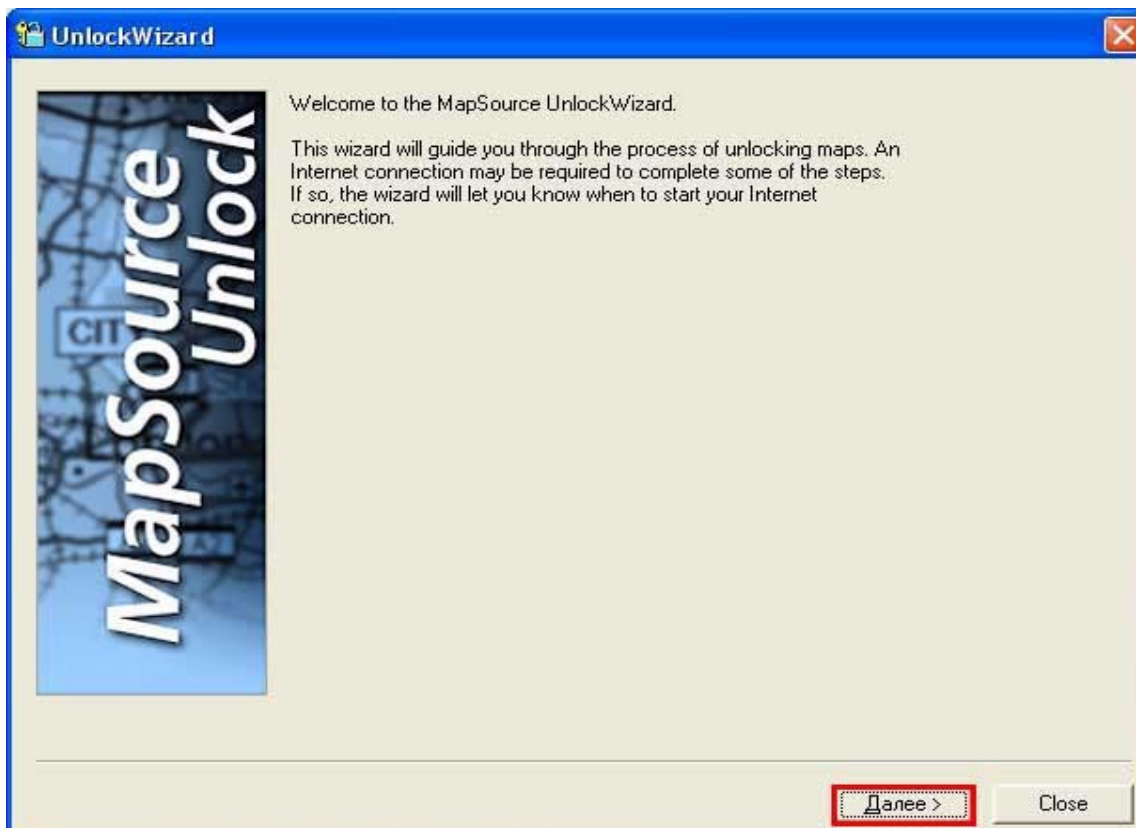 UnlockWizard
MapSource
Unlock
CITY
A2
Welcome to the MapSource UnlockWizard.
This wizard will guide you through the process of unlocking maps. An
Internet connection may be required to complete some of the steps.
If so, the wizard will let you know when to start your Internet
connection.
Далее >
Close